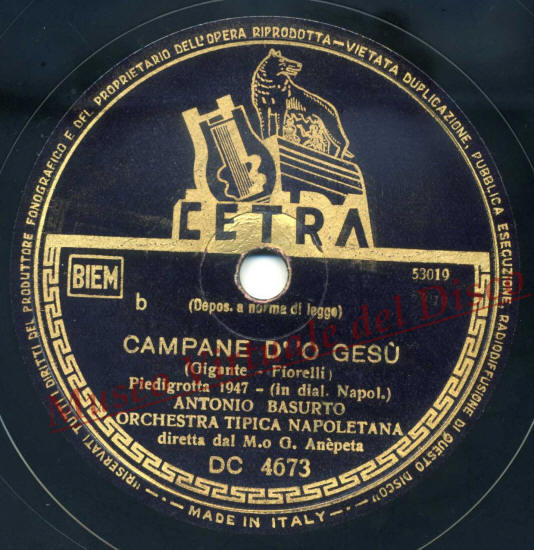 "RISERVATI TUTTI I DIRITTI DEL PRODUTTORE FONOGRAFICO E DEL PROPRIETARIO DELL'OPERA RIPRODOTTA - VIETATA DUPLICAZIONE, PUBBLICA ESECUZIONE, RADIODIFFUSIONE DI QUESTO DISCO"
CETRA
BIEM
53019
b
(Depos. a norma di legge)
CAMPANE D''O GESÙ
(Gigante - Fiorelli)
Piedigrotta 1947 - (in dial. Napol.)
ANTONIO BASURTO
ORCHESTRA TIPICA NAPOLETANA
diretta dal M.o G. Anèpeta
DC 4673
MADE IN ITALY
del Disco